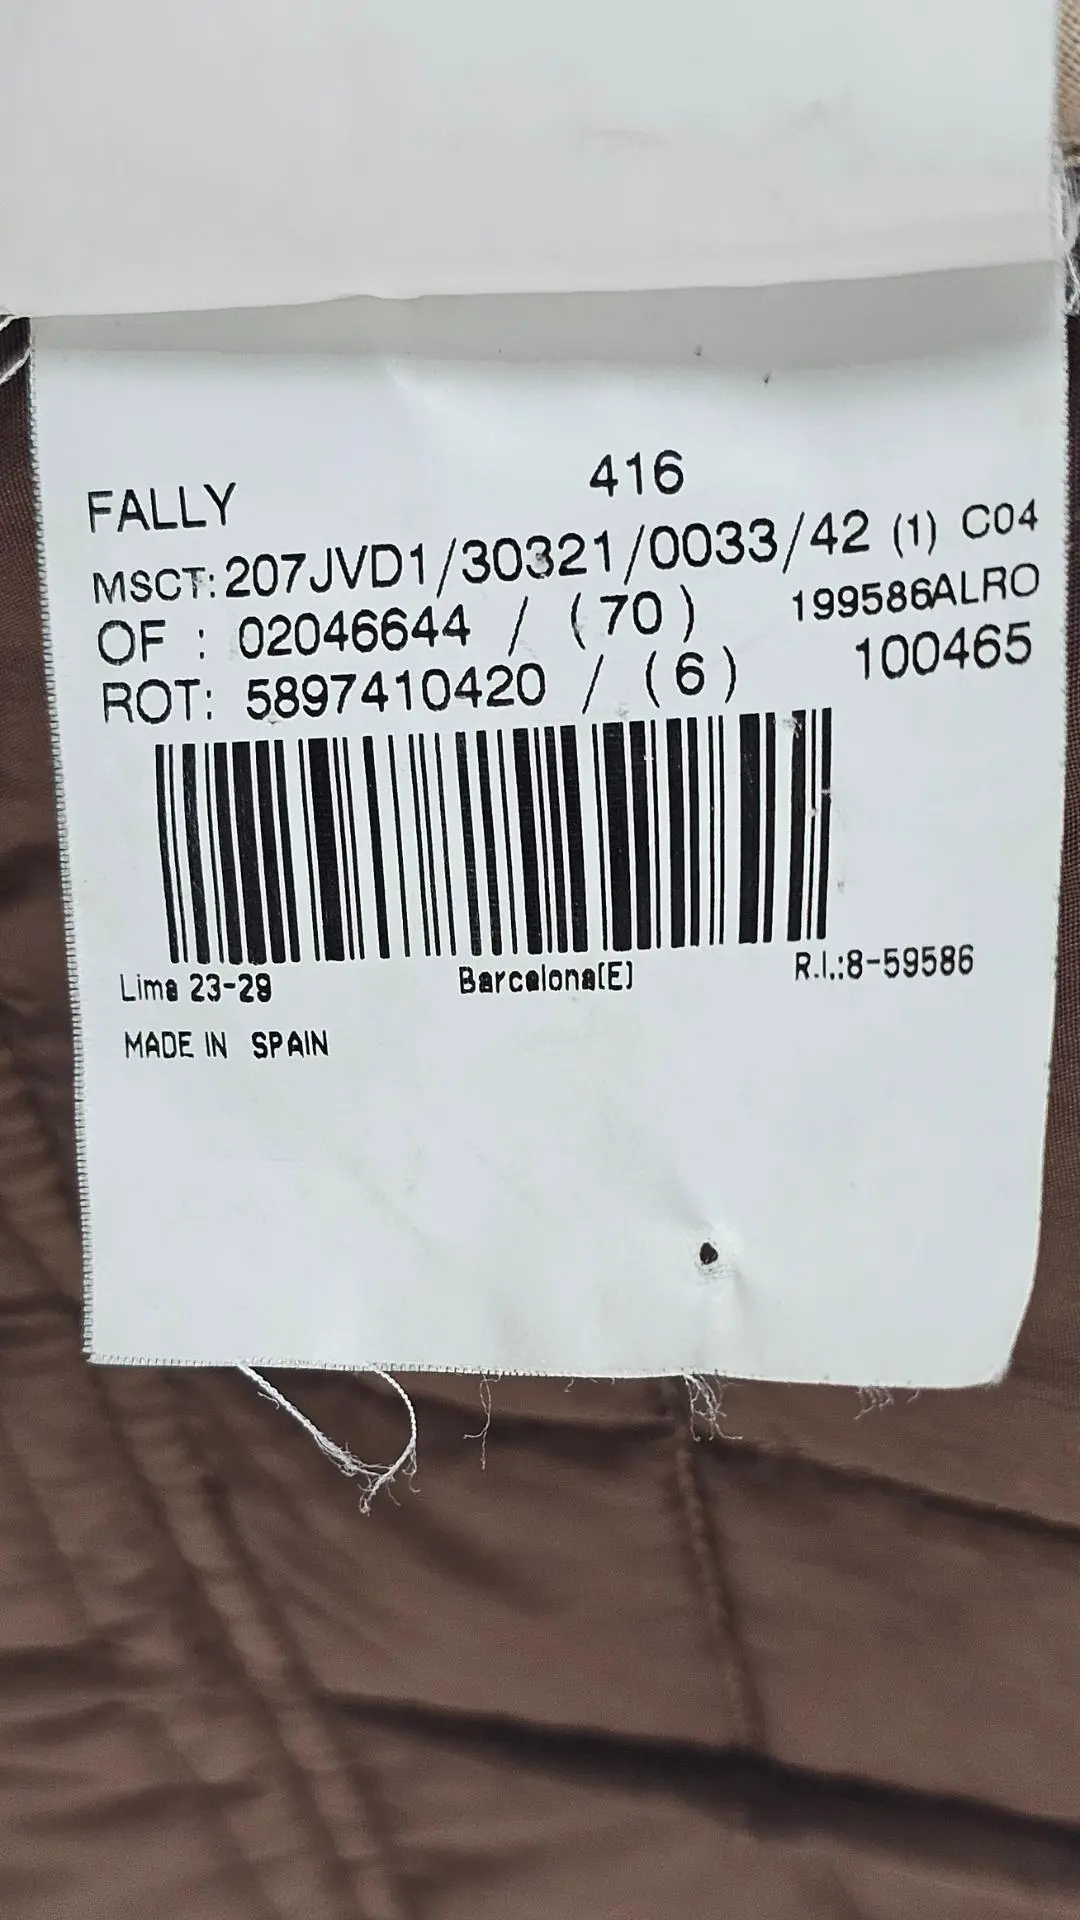 FALLY 416
MSCT: 207JVD1/30321/0033/42 (1) C04
OF : 02046644 / (70) 199586ALRO
ROT: 5897410420 / (6) 100465
Lima 23-29 Barcelona(E) R.I.:8-59586
MADE IN SPAIN